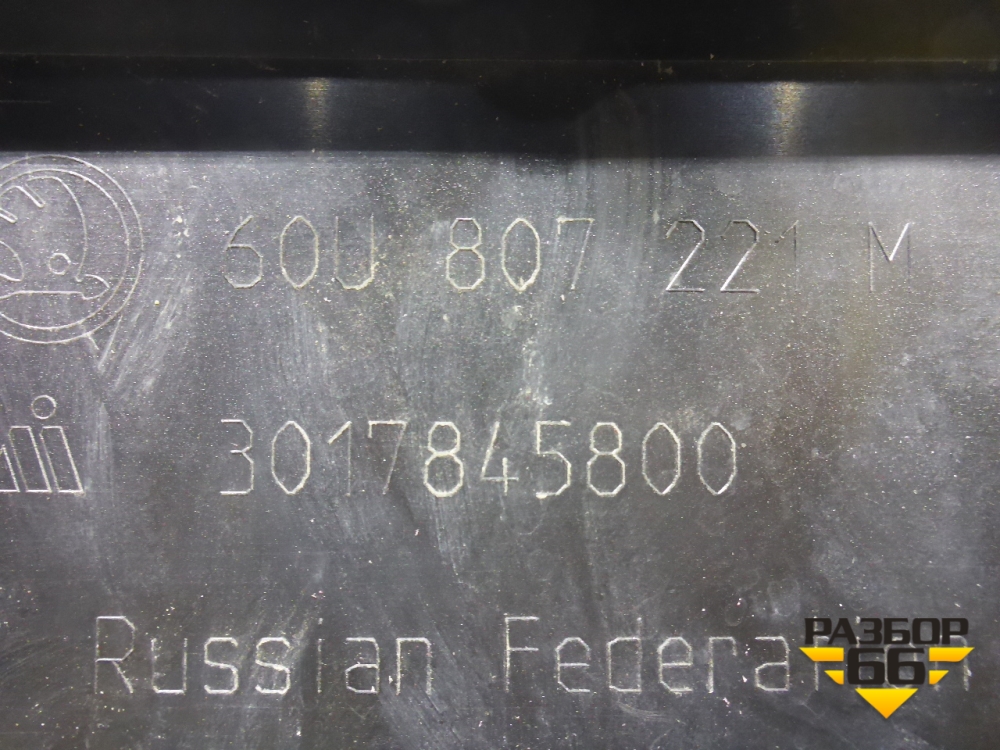 60U 807 221 M
3017845800
Russian Federation
РАЗБОР
66